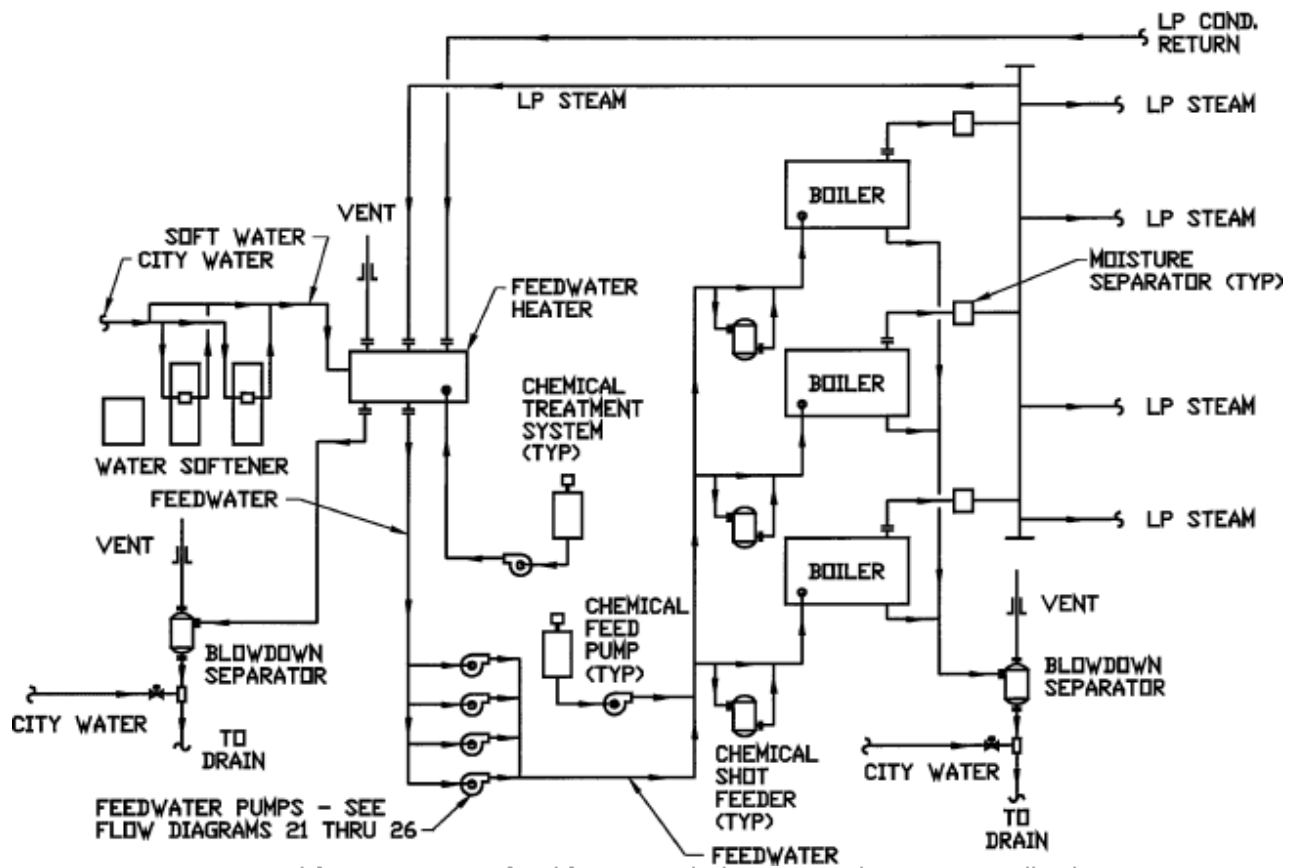 LP COND.
RETURN
LP STEAM
LP STEAM
BOILER
VENT
LP STEAM
SOFT WATER
CITY WATER
MOISTURE
SEPARATOR (TYP)
FEEDWATER
HEATER
BOILER
CHEMICAL
TREATMENT
SYSTEM
(TYP)
LP STEAM
WATER SOFTENER
FEEDWATER
LP STEAM
VENT
BOILER
CHEMICAL
FEED
PUMP
(TYP)
VENT
BLOWDOWN
SEPARATOR
BLOWDOWN
SEPARATOR
CITY WATER
TO
DRAIN
CHEMICAL
SHOT
FEEDER
(TYP)
CITY WATER
FEEDWATER PUMPS - SEE
FLOW DIAGRAMS 21 THRU 26
TO
DRAIN
FEEDWATER